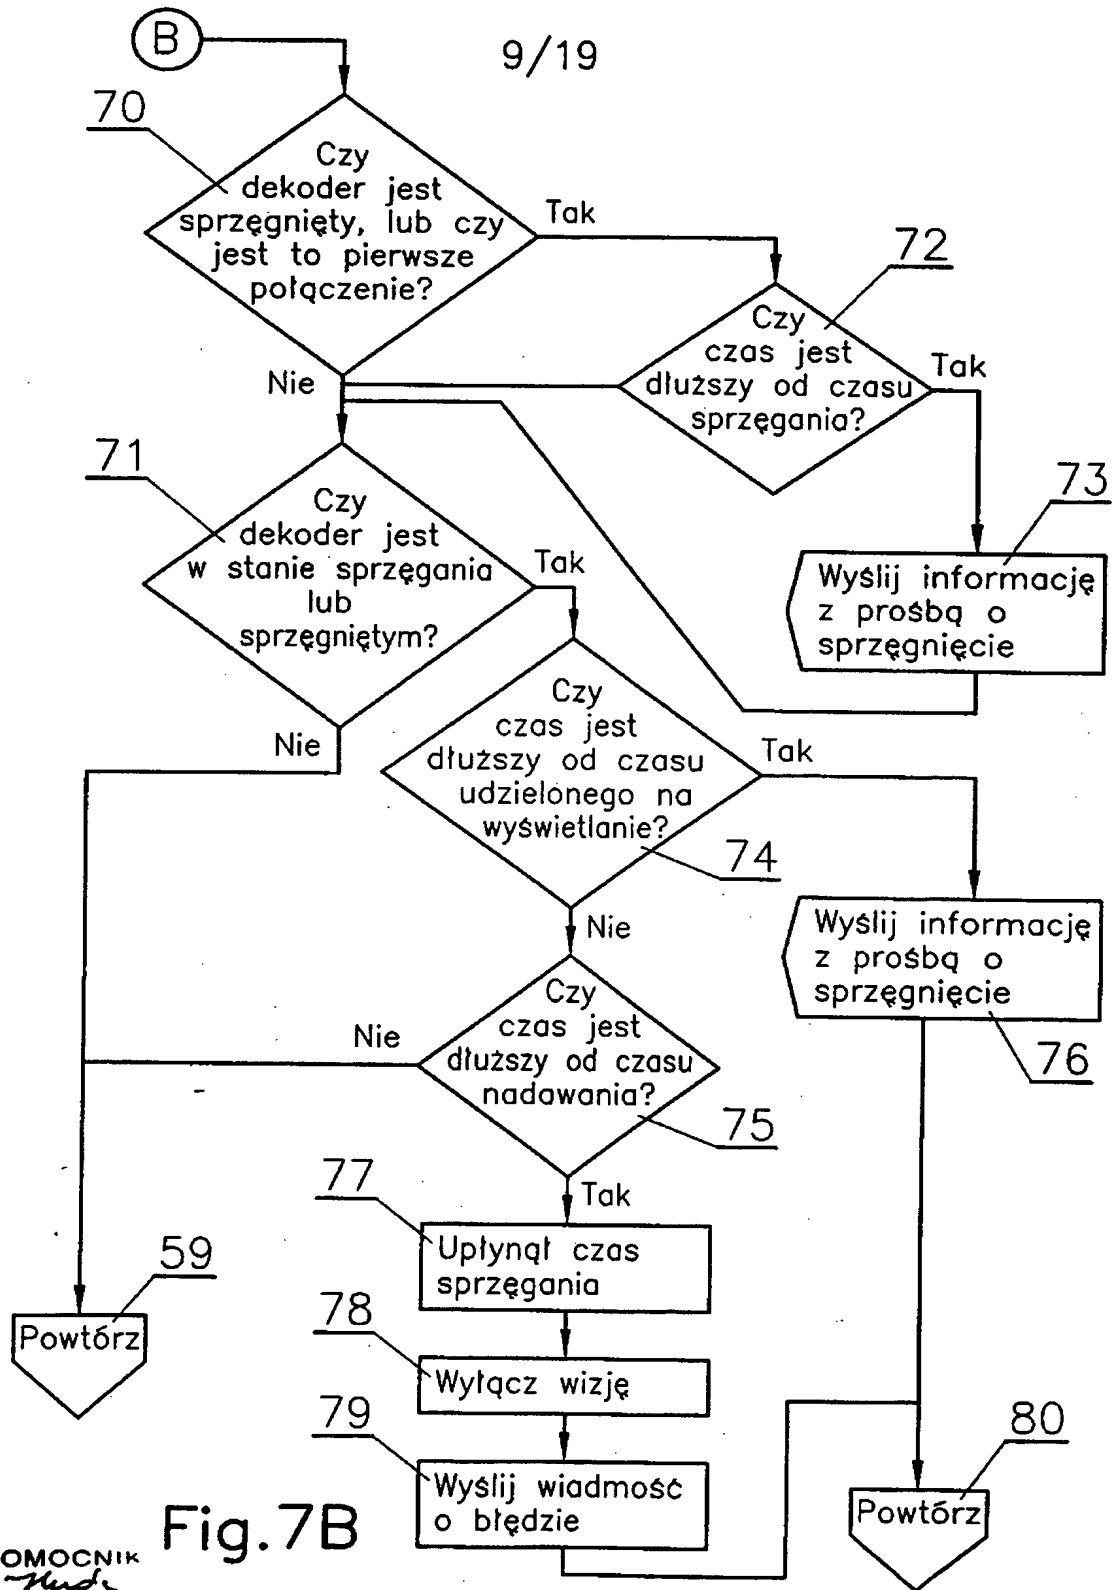 B
9/19
70
Czy
dekoder jest
sprzęgnięty, lub czy
jest to pierwsze
połączenie?
Tak
72
Czy
czas jest
dłuższy od czasu
sprzęgania?
Tak
Nie
71
Czy
dekoder jest
w stanie sprzęgania
lub
sprzęgniętym?
Tak
73
Wyślij informację
z prośbą o
sprzęgnięcie
Nie
Czy
czas jest
dłuższy od czasu
udzielonego na
wyświetlanie?
Tak
74
Nie
Wyślij informację
z prośbą o
sprzęgnięcie
76
Czy
czas jest
dłuższy od czasu
nadawania?
Nie
75
Tak
77
Upłynął czas
sprzęgania
59
Powtórz
78
Wyłącz wizję
79
Wyślij wiadmość
o błędzie
80
Powtórz
Fig.7B
OMOCNIK